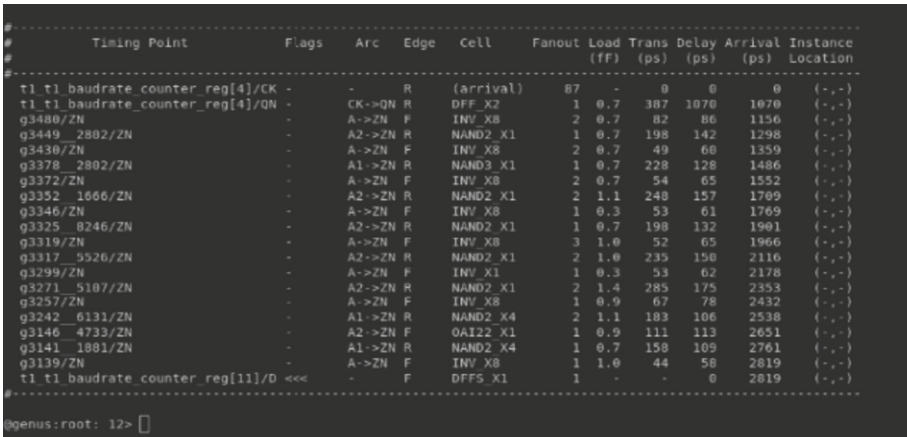 #-----------------------------------------------------------------------------------------------
#             Timing Point              Flags    Arc   Edge   Cell     Fanout Load Trans Delay Arrival Instance
#                                                                             (fF)  (ps)  (ps)   (ps)  Location
#-----------------------------------------------------------------------------------------------
t1_t1_baudrate_counter_reg[4]/CK - - R (arrival) 87 - 0 0 0 (-,-)
t1_t1_baudrate_counter_reg[4]/QN - CK->QN R DFF_X2 1 0.7 387 1070 1070 (-,-)
g3480/ZN - A->ZN F INV_X8 2 0.7 82 86 1156 (-,-)
g3449__2802/ZN - A2->ZN R NAND2_X1 1 0.7 198 142 1298 (-,-)
g3430/ZN - A->ZN F INV_X8 2 0.7 49 60 1359 (-,-)
g3378__2802/ZN - A1->ZN R NAND3_X1 1 0.7 228 128 1486 (-,-)
g3372/ZN - A->ZN F INV_X8 2 0.7 54 65 1552 (-,-)
g3352__1666/ZN - A2->ZN R NAND2_X1 2 1.1 248 157 1709 (-,-)
g3346/ZN - A->ZN F INV_X8 1 0.3 53 61 1769 (-,-)
g3325__8246/ZN - A2->ZN R NAND2_X1 1 0.7 198 132 1901 (-,-)
g3319/ZN - A->ZN F INV_X8 3 1.0 52 65 1966 (-,-)
g3317__5526/ZN - A2->ZN R NAND2_X1 2 1.0 235 150 2116 (-,-)
g3299/ZN - A->ZN F INV_X1 1 0.3 53 62 2178 (-,-)
g3271__5107/ZN - A2->ZN R NAND2_X1 2 1.4 285 175 2353 (-,-)
g3257/ZN - A->ZN F INV_X8 1 0.9 67 78 2432 (-,-)
g3242__6131/ZN - A1->ZN R NAND2_X4 2 1.1 183 106 2538 (-,-)
g3146__4733/ZN - A2->ZN F OAI22_X1 1 0.9 111 113 2651 (-,-)
g3141__1881/ZN - A1->ZN R NAND2_X4 1 0.7 158 109 2761 (-,-)
g3139/ZN - A->ZN F INV_X8 1 1.0 44 58 2819 (-,-)
t1_t1_baudrate_counter_reg[11]/D <<< - F DFFS_X1 1 - - 0 2819 (-,-)
#-----------------------------------------------------------------------------------------------
@genus:root: 12>